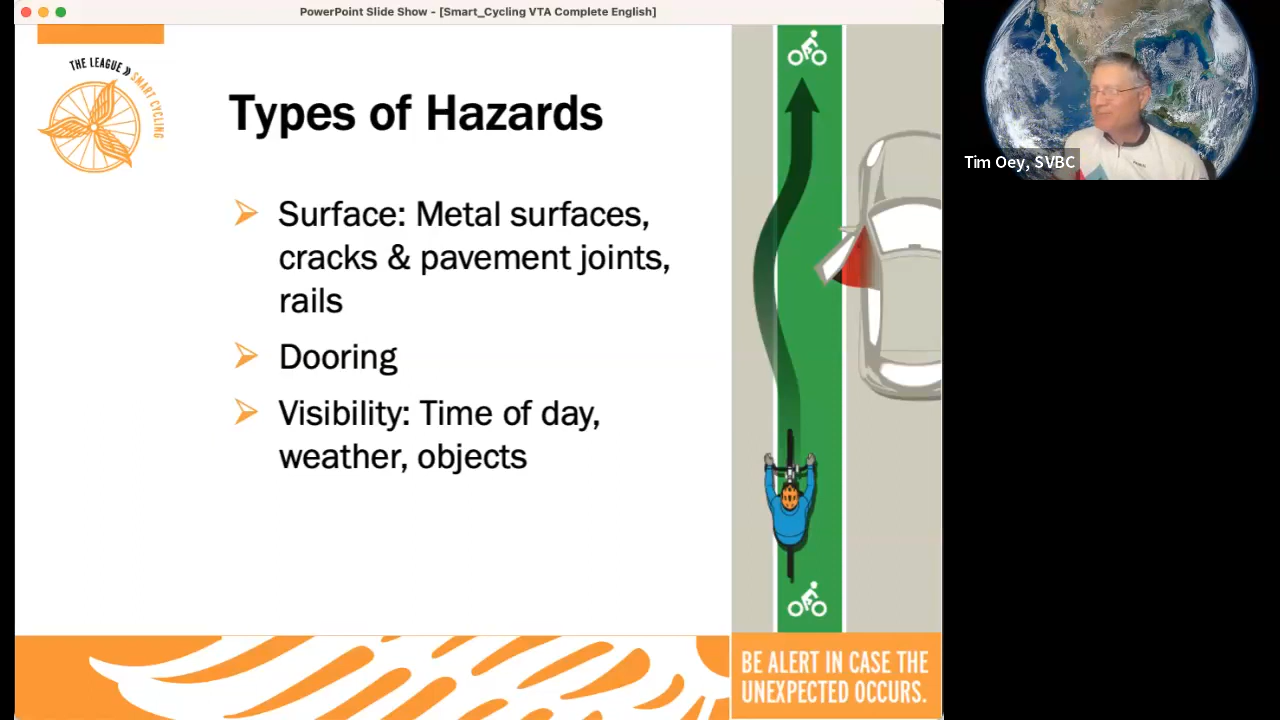 PowerPoint Slide Show - [Smart_Cycling VTA Complete English]
THE LEAGUE
SMART CYCLING
Types of Hazards
Surface: Metal surfaces,
cracks & pavement joints,
rails
Dooring
Visibility: Time of day,
weather, objects
BE ALERT IN CASE THE
UNEXPECTED OCCURS.
Tim Oey, SVBC